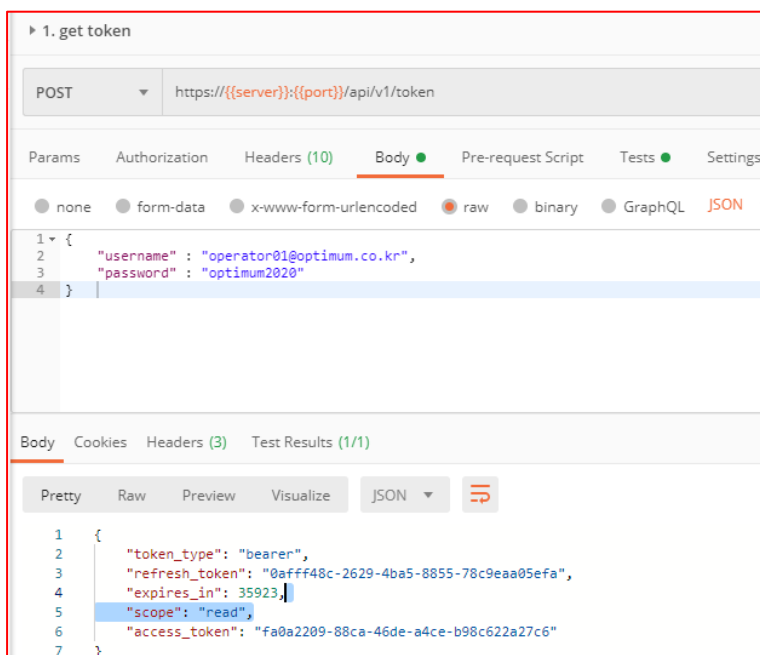 1. get token
POST https://{{server}}:{{port}}/api/v1/token
Params Authorization Headers (10) Body Pre-request Script Tests Settings
none form-data x-www-form-urlencoded raw binary GraphQL JSON
1 {
2 "username" : "operator01@optimum.co.kr",
3 "password" : "optimum2020"
4 }
Body Cookies Headers (3) Test Results (1/1)
Pretty Raw Preview Visualize JSON
1 {
2 "token_type": "bearer",
3 "refresh_token": "0afff48c-2629-4ba5-8855-78c9eaa05efa",
4 "expires_in": 35923,
5 "scope": "read",
6 "access_token": "fa0a2209-88ca-46de-a4ce-b98c622a27c6"
7 }